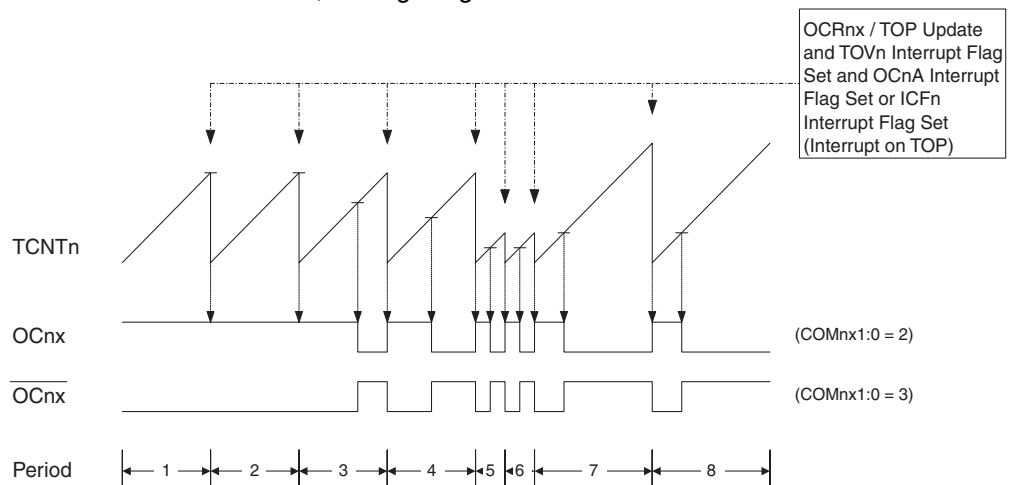 OCRnx / TOP Update
and TOVn Interrupt Flag
Set and OCnA Interrupt
Flag Set or ICFn
Interrupt Flag Set
(Interrupt on TOP)
TCNTn
OCnx
(COMnx1:0 = 2)
OCnx
(COMnx1:0 = 3)
Period 1 2 3 4 5 6 7 8